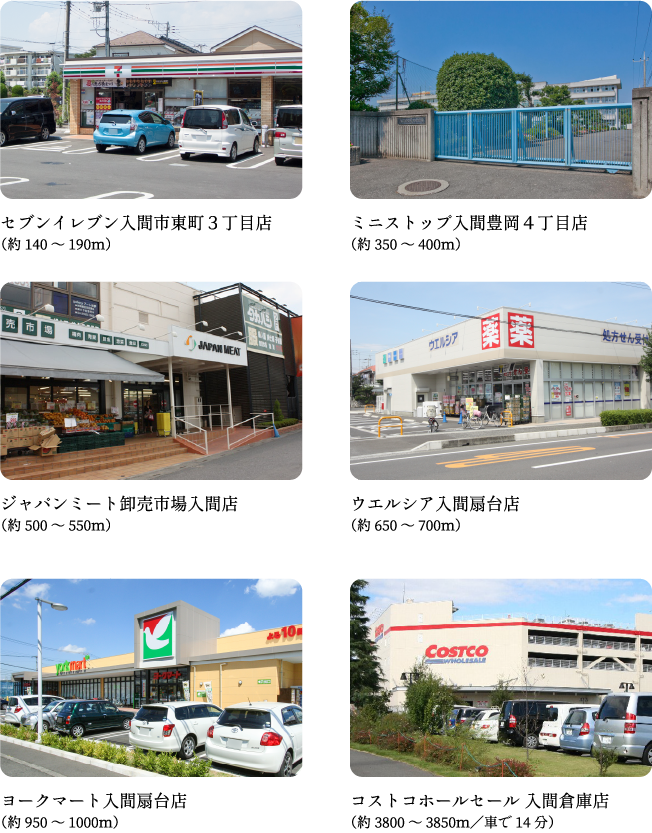 セブンイレブン入間市東町３丁目店
（約 140 〜 190m）
ミニストップ入間豊岡４丁目店
（約 350 〜 400m）
売市場
JAPAN MEAT
ジャパンミート卸売市場入間店
（約 500 〜 550m）
ウエルシア
薬 薬
処方せん受付
ウエルシア入間扇台店
（約 650 〜 700m）
ヨークマート入間扇台店
（約 950 〜 1000m）
COSTCO
WHOLESALE
コストコホールセール 入間倉庫店
（約 3800 〜 3850m／車で 14 分）